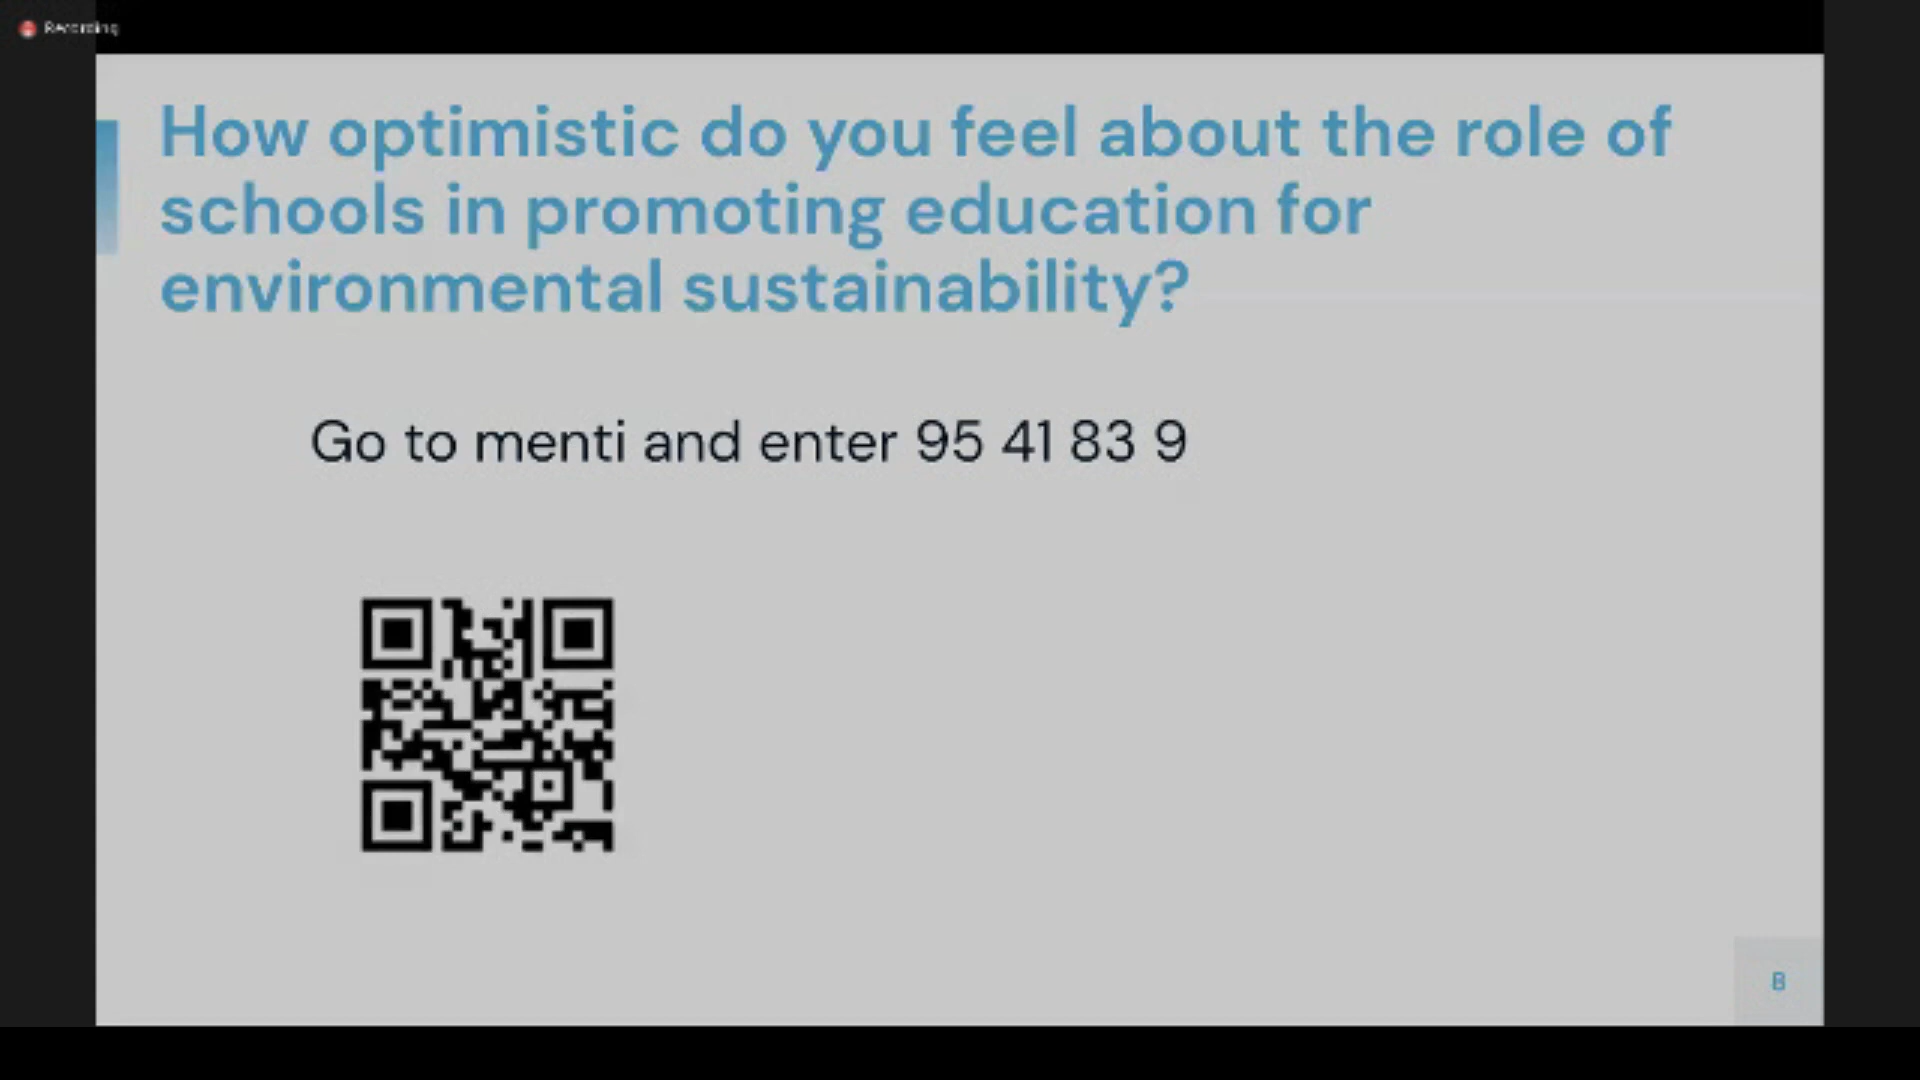 Recording
How optimistic do you feel about the role of
schools in promoting education for
environmental sustainability?
Go to menti and enter 95 41 83 9